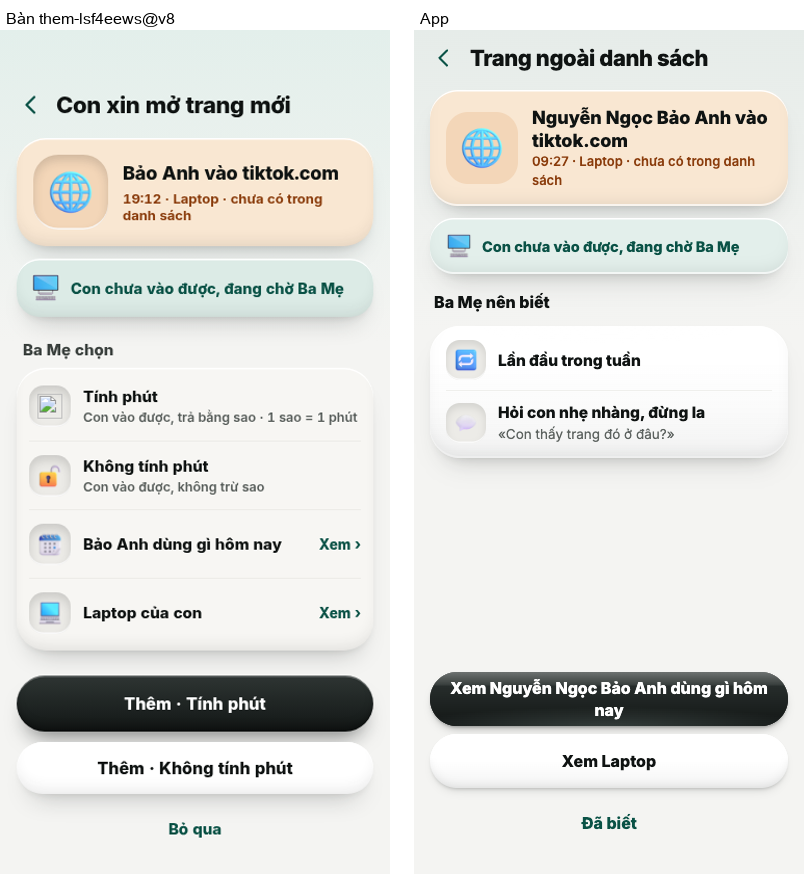 Bản them-lsf4eews@v8
Con xin mở trang mới
Bảo Anh vào tiktok.com
19:12 · Laptop · chưa có trong
danh sách
Con chưa vào được, đang chờ Ba Mẹ
Ba Mẹ chọn
Tính phút
Con vào được, trả bằng sao · 1 sao = 1 phút
Không tính phút
Con vào được, không trừ sao
Bảo Anh dùng gì hôm nay
Xem ›
Laptop của con
Xem ›
Thêm · Tính phút
Thêm · Không tính phút
Bỏ qua
App
Trang ngoài danh sách
Nguyễn Ngọc Bảo Anh vào
tiktok.com
09:27 · Laptop · chưa có trong danh
sách
Con chưa vào được, đang chờ Ba Mẹ
Ba Mẹ nên biết
Lần đầu trong tuần
Hỏi con nhẹ nhàng, đừng la
«Con thấy trang đó ở đâu?»
Xem Nguyễn Ngọc Bảo Anh dùng gì hôm
nay
Xem Laptop
Đã biết